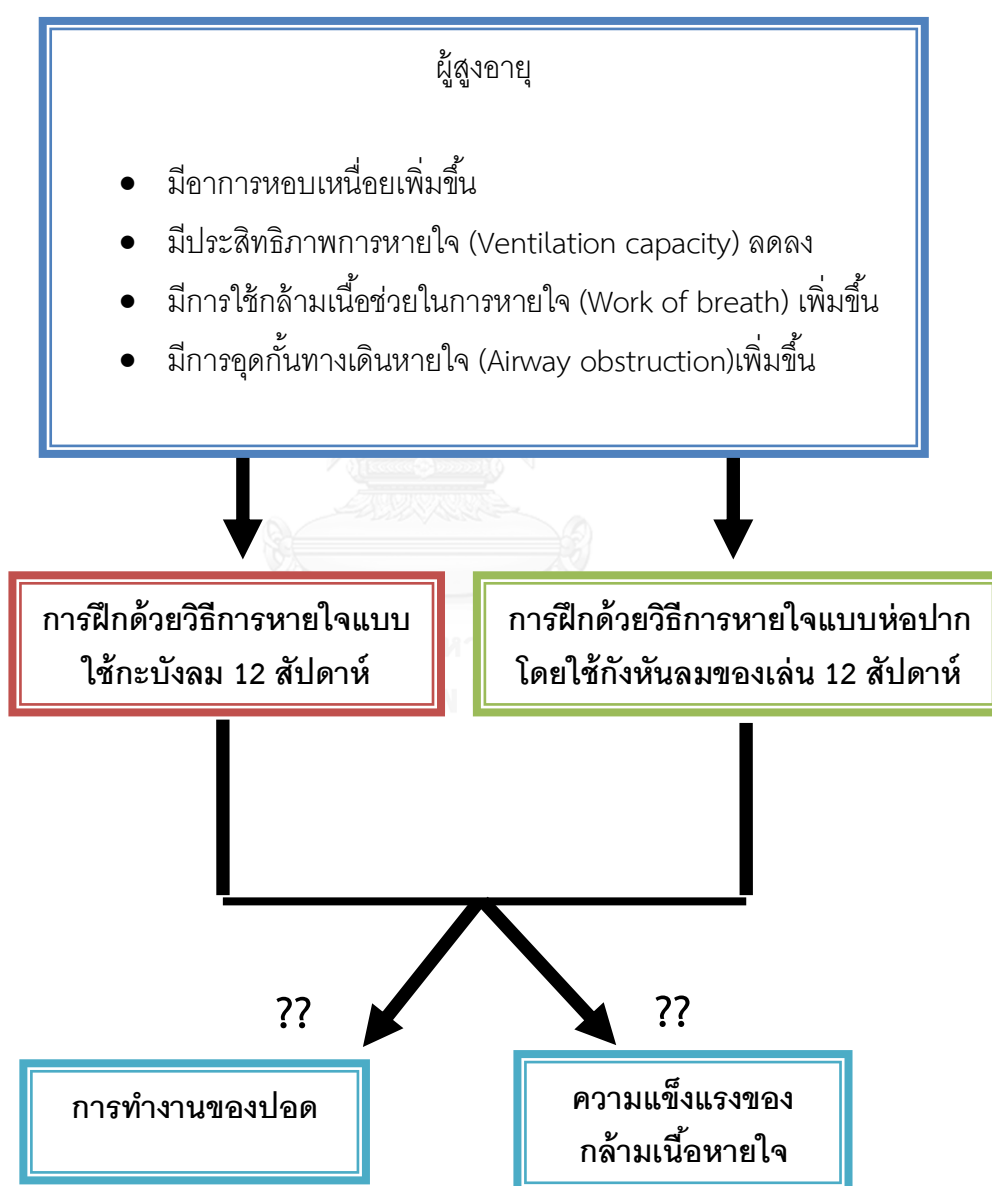 ผู้สูงอายุ
• มีอาการหอบเหนื่อยเพิ่มขึ้น
• มีประสิทธิภาพการหายใจ (Ventilation capacity) ลดลง
• มีการใช้กล้ามเนื้อช่วยในการหายใจ (Work of breath) เพิ่มขึ้น
• มีการอุดกั้นทางเดินหายใจ (Airway obstruction)เพิ่มขึ้น
การฝึกด้วยวิธีการหายใจแบบ
ใช้กะบังลม 12 สัปดาห์
การฝึกด้วยวิธีการหายใจแบบห่อปาก
โดยใช้กังหันลมของเล่น 12 สัปดาห์
??
??
การทำงานของปอด
ความแข็งแรงของ
กล้ามเนื้อหายใจ